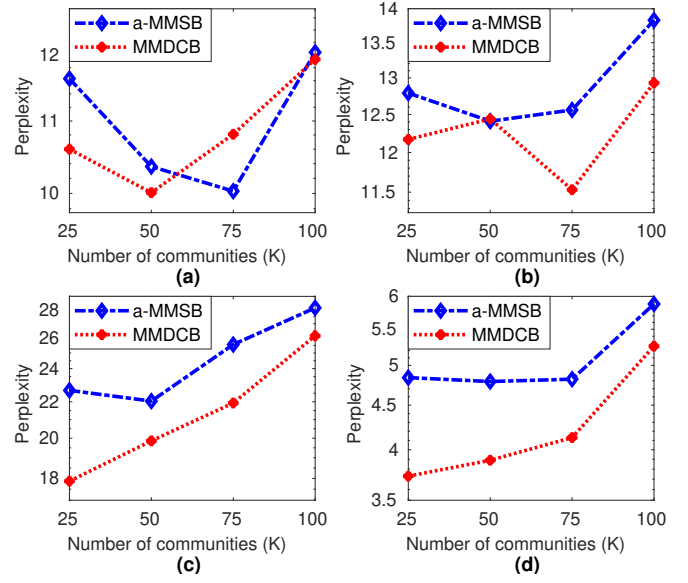 a-MMSB
MMDCB
12
11
10
Perplexity
25 50 75 100
Number of communities (K)
(a)
a-MMSB
MMDCB
14
13.5
13
12.5
12
11.5
Perplexity
25 50 75 100
Number of communities (K)
(b)
a-MMSB
MMDCB
28
26
24
22
20
18
Perplexity
25 50 75 100
Number of communities (K)
(c)
a-MMSB
MMDCB
6
5.5
5
4.5
4
3.5
Perplexity
25 50 75 100
Number of communities (K)
(d)